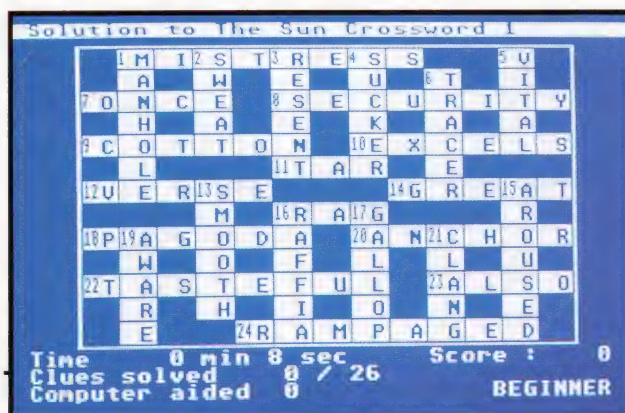 Solution to The Sun Crossword 1
1M I 2S T 3R E 4S S 5V
A W E U 6T I
7O N C E 8S E C U R I T Y
H A E K A A
9C O T T O N 10E X C E L S
L 11T A R E
12V E R 13S E 14G R E 15A T
M 16R A 17G R
18P 19A G O D A 20A N 21C H O R
W O F L L U
22T A S T E F U L 23A L S O
R H I O N E
E 24R A M P A G E D
Time 0 min 8 sec Score : 0
Clues solved 0 / 26
Computer aided 0 BEGINNER